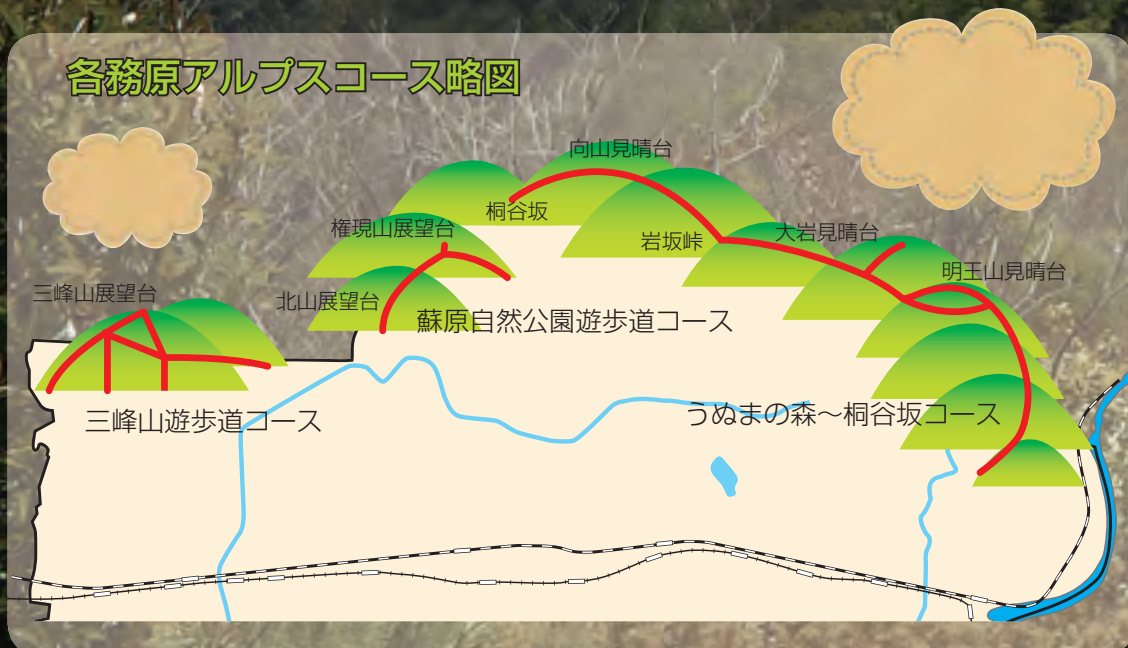 各務原アルプスコース略図
向山見晴台
桐谷坂
権現山展望台
岩坂峠
大岩見晴台
明王山見晴台
三峰山展望台
北山展望台
蘇原自然公園遊歩道コース
三峰山遊歩道コース
うぬまの森〜桐谷坂コース